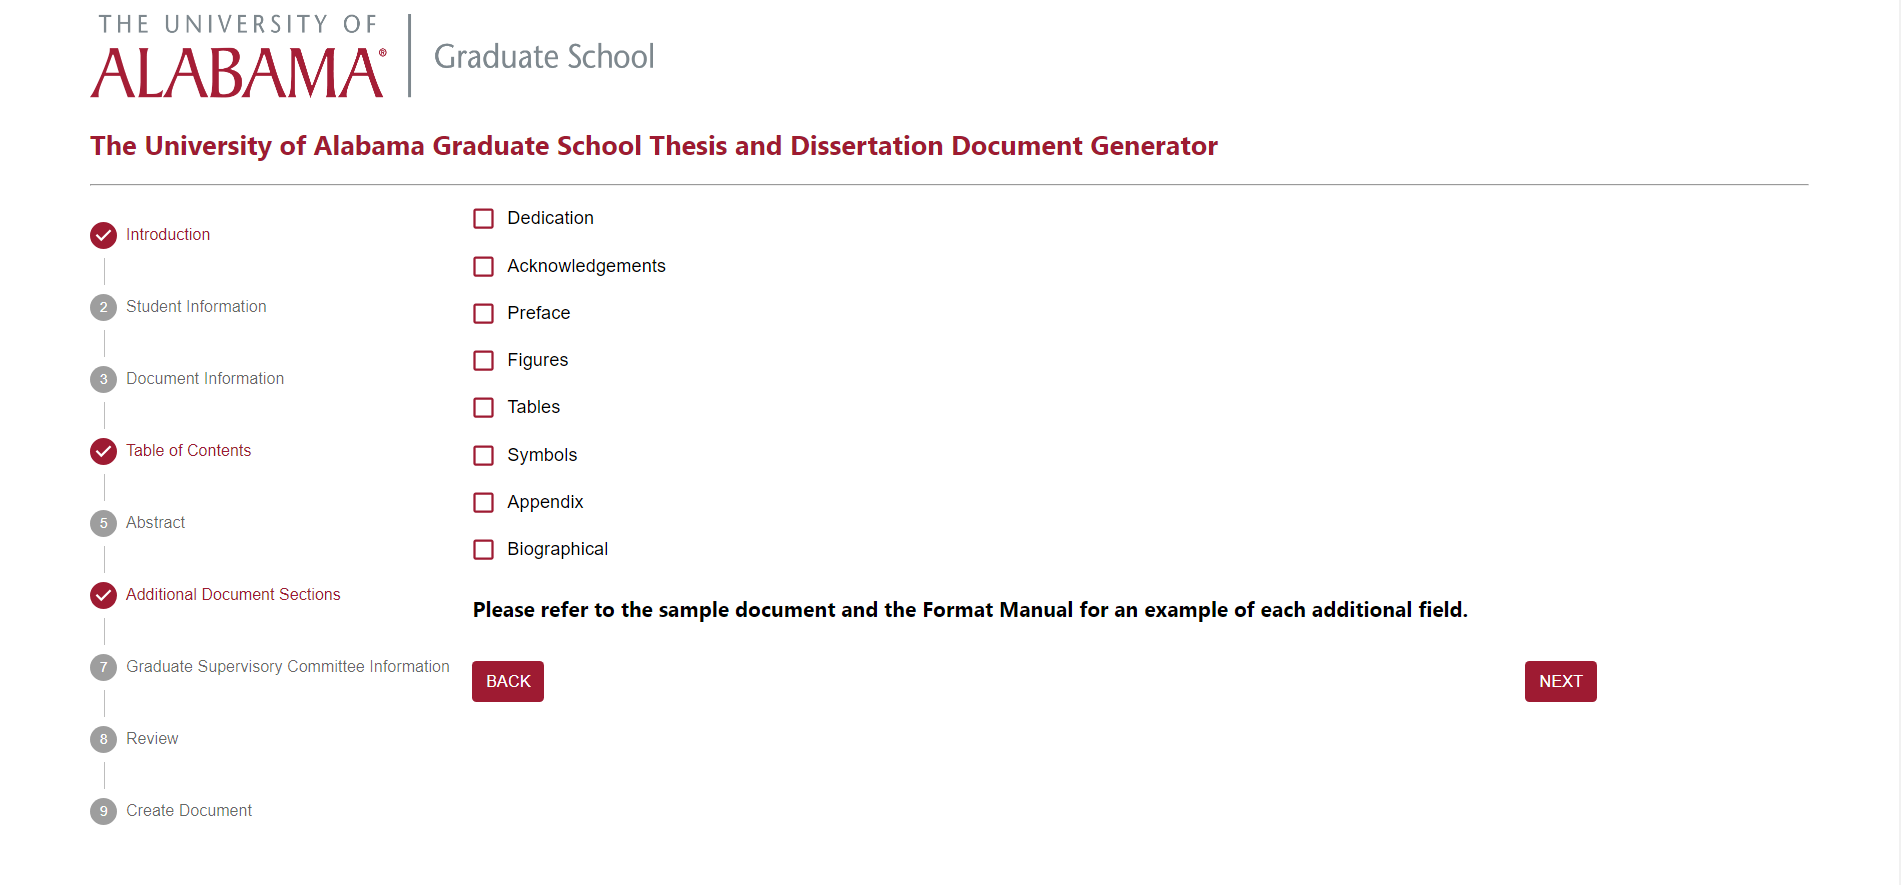 THE UNIVERSITY OF
ALABAMA®
Graduate School
The University of Alabama Graduate School Thesis and Dissertation Document Generator
Introduction
2 Student Information
3 Document Information
Table of Contents
5 Abstract
Additional Document Sections
7 Graduate Supervisory Committee Information
8 Review
9 Create Document
Dedication
Acknowledgements
Preface
Figures
Tables
Symbols
Appendix
Biographical
Please refer to the sample document and the Format Manual for an example of each additional field.
BACK
NEXT